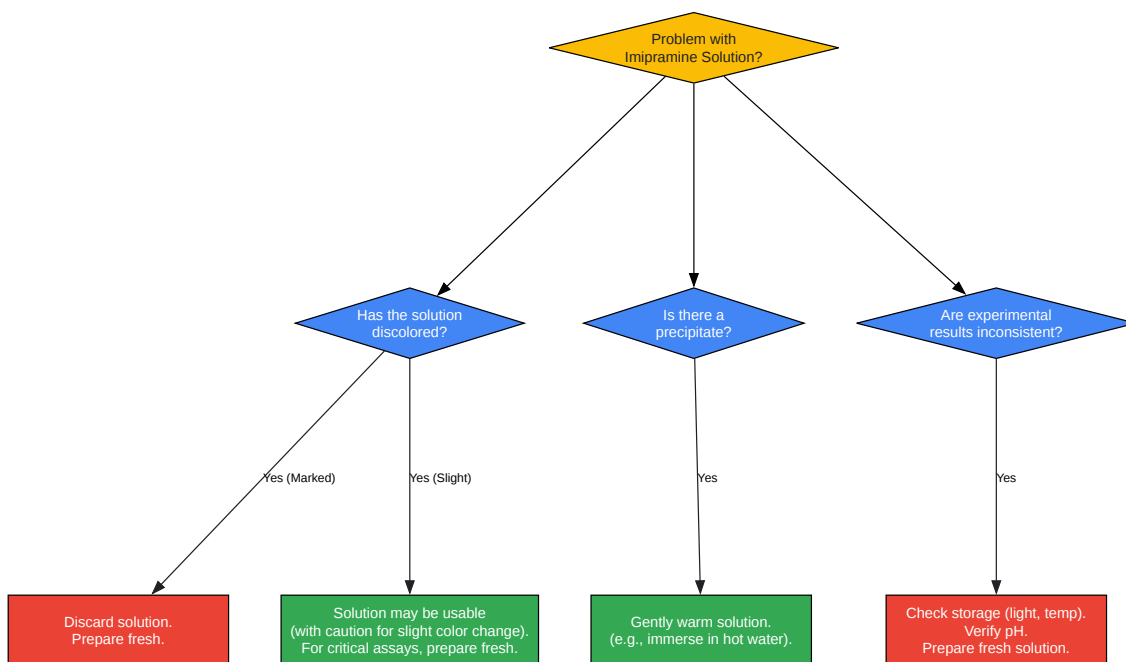 Problem with
Imipramine Solution?
Has the solution
discolored?
Is there a
precipitate?
Are experimental
results inconsistent?
Yes (Marked)
Yes (Slight)
Yes
Yes
Discard solution.
Prepare fresh.
Solution may be usable
(with caution for slight color change).
For critical assays, prepare fresh.
Gently warm solution.
(e.g., immerse in hot water).
Check storage (light, temp).
Verify pH.
Prepare fresh solution.